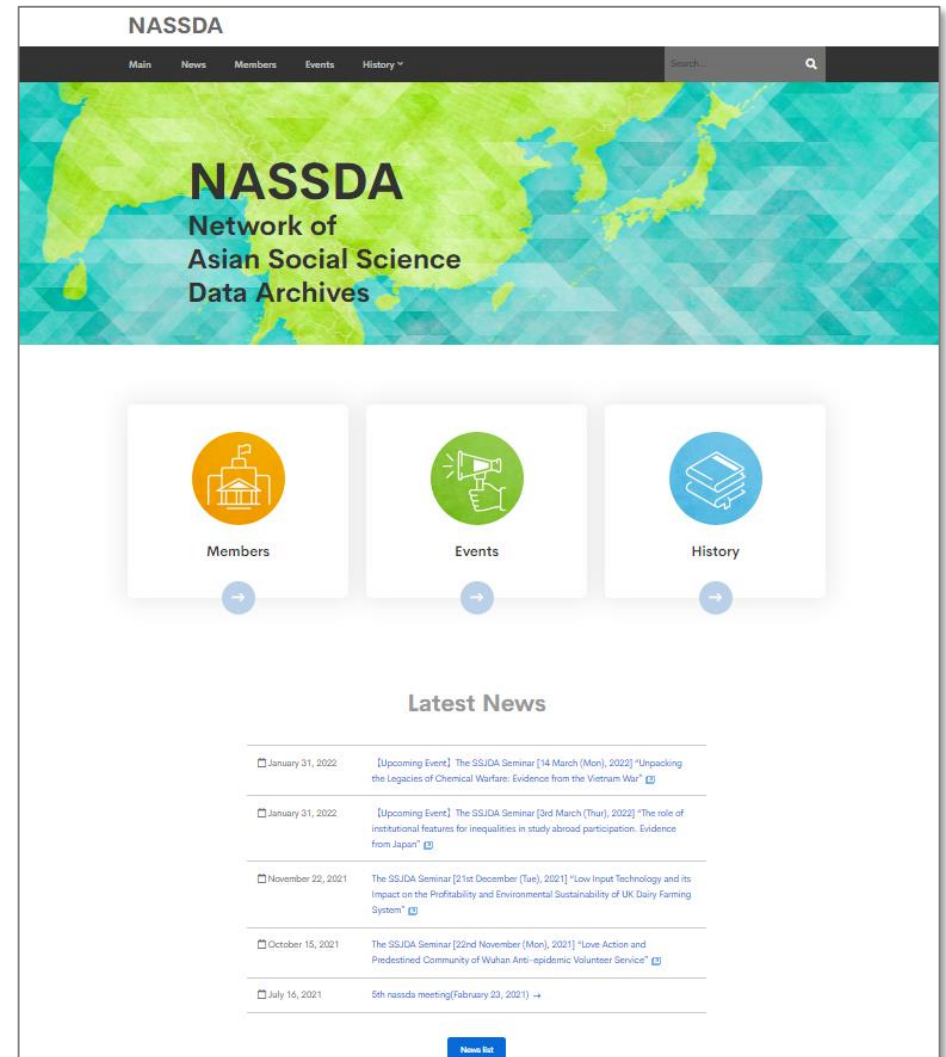 NASSDA
Main News Members Events History
Search...
NASSDA
Network of
Asian Social Science
Data Archives
Members
Events
History
Latest News
January 31, 2022 【Upcoming Event】The SSJDA Seminar [14 March (Mon), 2022] “Unpacking
the Legacies of Chemical Warfare: Evidence from the Vietnam War”
January 31, 2022 【Upcoming Event】The SSJDA Seminar [3rd March (Thur), 2022] “The role of
institutional features for inequalities in study abroad participation. Evidence
from Japan”
November 22, 2021 The SSJDA Seminar [21st December (Tue), 2021] “Low Input Technology and its
Impact on the Profitability and Environmental Sustainability of UK Dairy Farming
System”
October 15, 2021 The SSJDA Seminar [22nd November (Mon), 2021] “Love Action and
Predestined Community of Wuhan Anti-epidemic Volunteer Service”
July 16, 2021 5th nassda meeting(Fabruary 23, 2021) →
News list